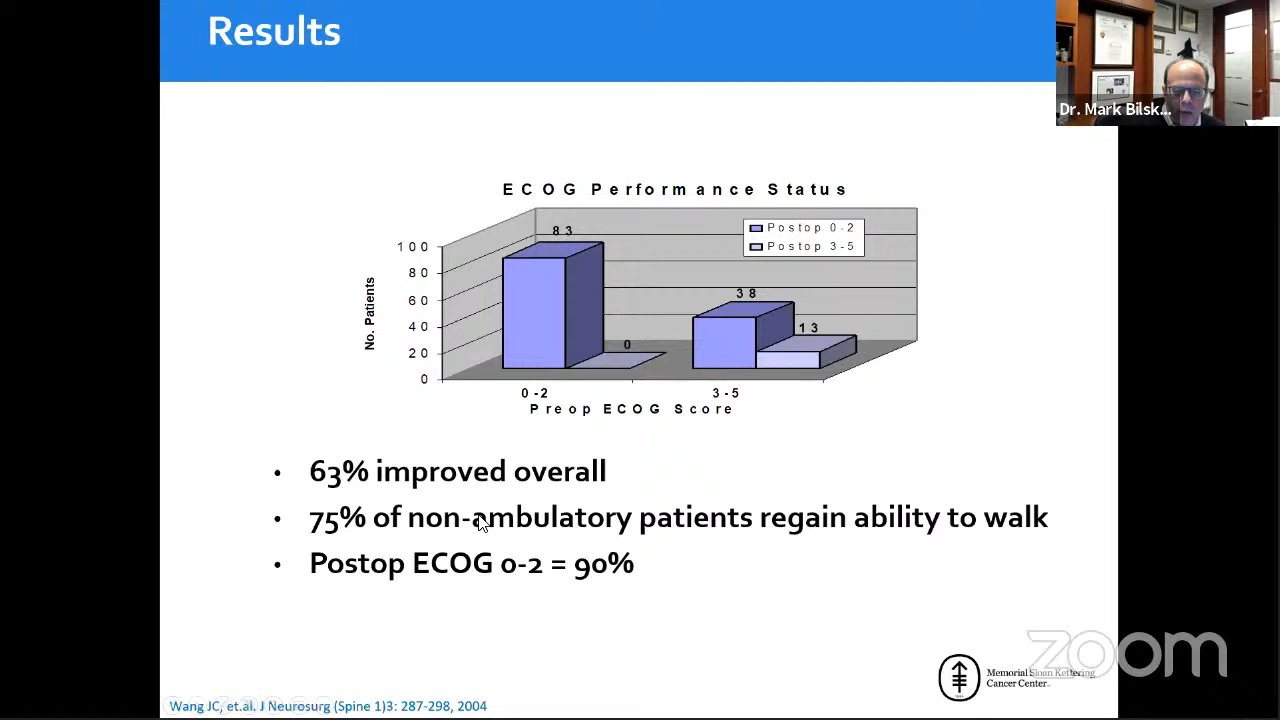 Results
Dr. Mark Bilsk...
ECOG Performance Status
83
Postop 0-2
Postop 3-5
100
80
60
40
20
0
No. Patients
38
13
0
0-2
3-5
Preop ECOG Score
• 63% improved overall
• 75% of non-ambulatory patients regain ability to walk
• Postop ECOG 0-2 = 90%
zoom
Memorial Sloan Kettering
Cancer Center
Wang JC, et.al. J Neurosurg (Spine 1)3: 287-298, 2004